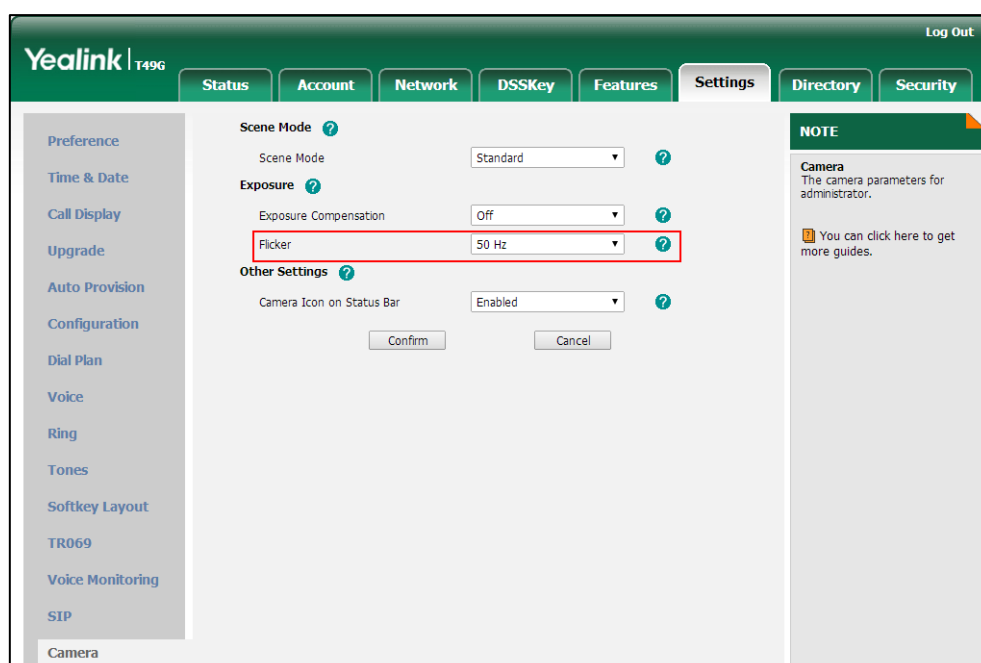 Log Out
Yealink | T49G
Status Account Network DSSKey Features Settings Directory Security
Preference
Time & Date
Call Display
Upgrade
Auto Provision
Configuration
Dial Plan
Voice
Ring
Tones
Softkey Layout
TR069
Voice Monitoring
SIP
Camera
Scene Mode ?
Scene Mode Standard ?
Exposure ?
Exposure Compensation Off ?
Flicker 50 Hz ?
Other Settings ?
Camera Icon on Status Bar Enabled ?
Confirm Cancel
NOTE
Camera
The camera parameters for
administrator.
? You can click here to get
more guides.